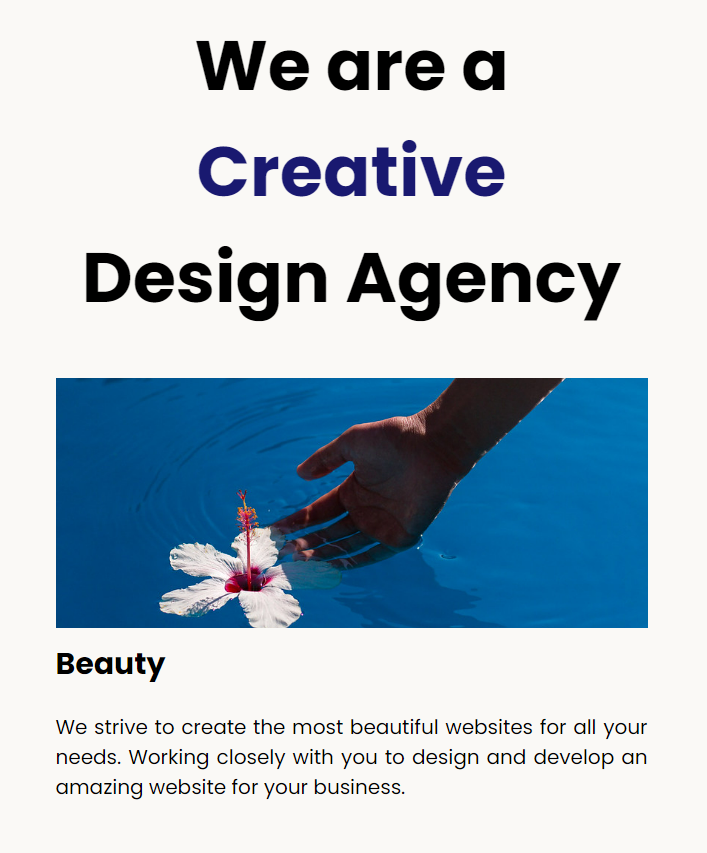 We are a
Creative
Design Agency
Beauty
We strive to create the most beautiful websites for all your
needs. Working closely with you to design and develop an
amazing website for your business.